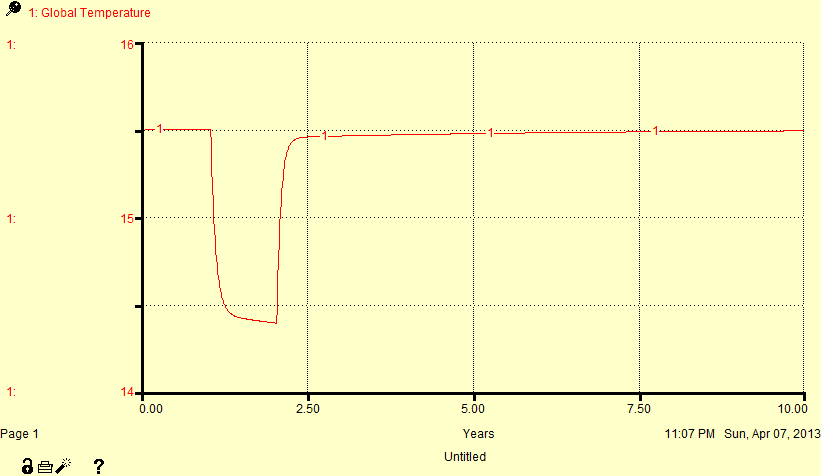 1: Global Temperature
1: 16
1 1 1 1
1: 15
1: 14
0.00 2.50 5.00 7.50 10.00
Page 1 Years 11:07 PM Sun, Apr 07, 2013
Untitled
?